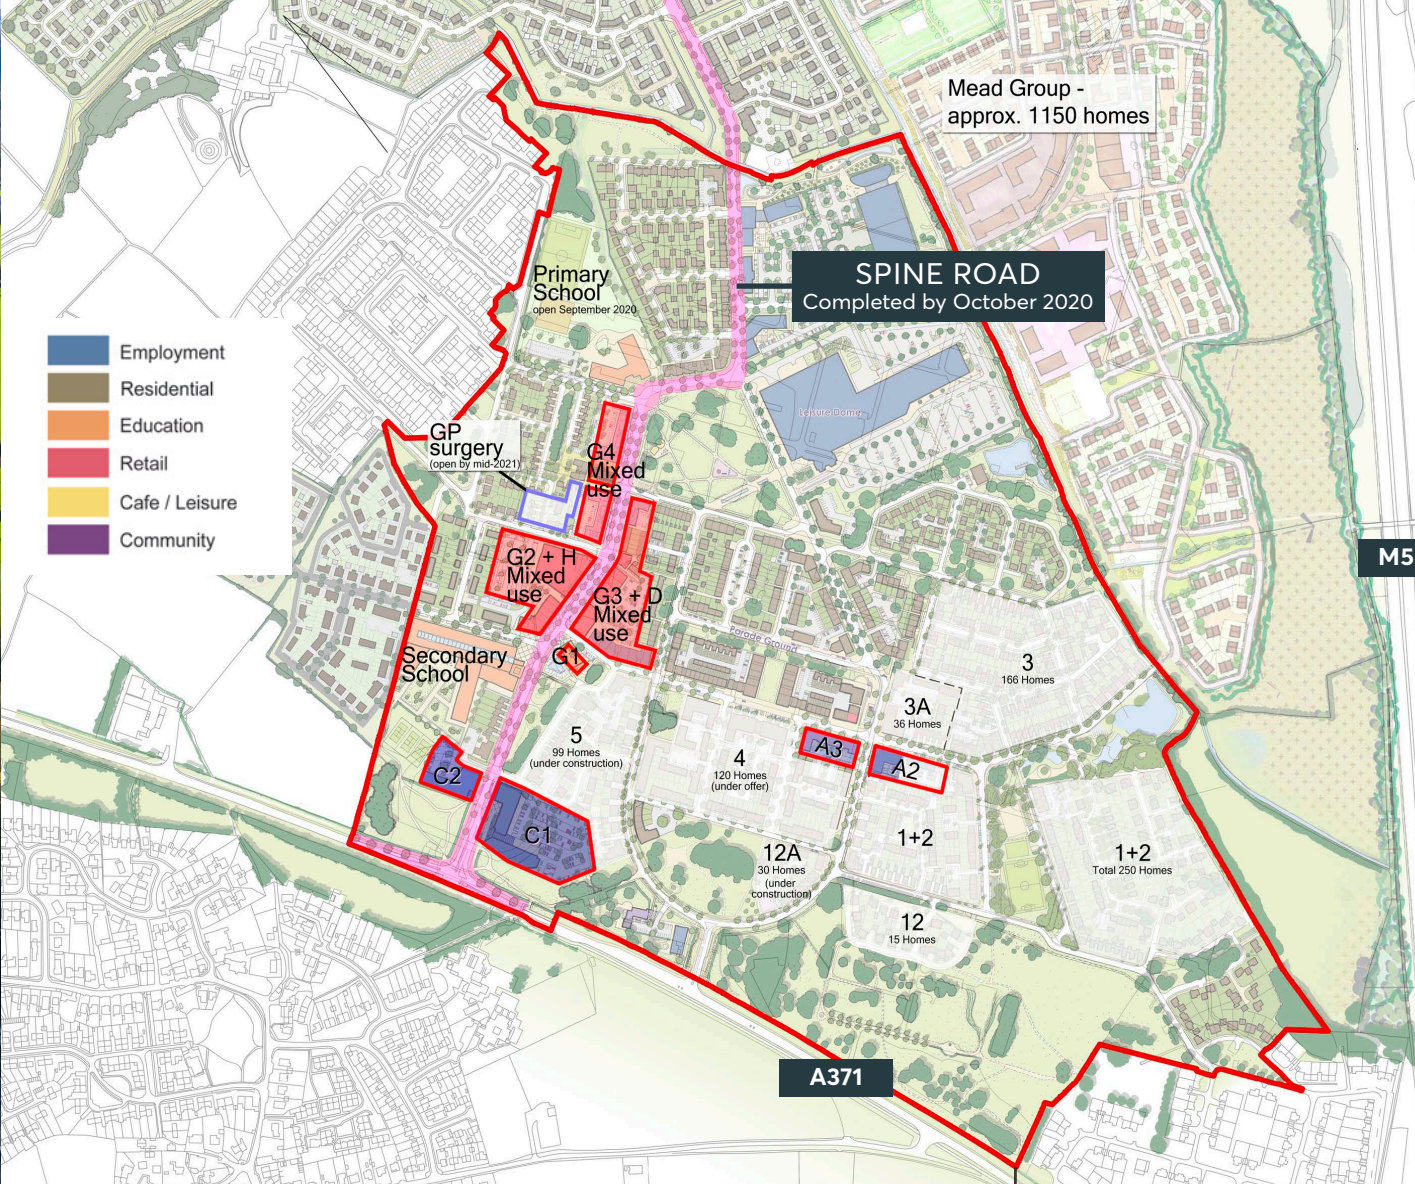 Mead Group -
approx. 1150 homes
SPINE ROAD
Completed by October 2020
Primary
School
open September 2020
Employment
Residential
Education
Retail
Cafe / Leisure
Community
Leisure Dome
GP
surgery
(open by mid-2021)
G4
Mixed
use
M5
G2 + H
Mixed
use
G3 + D
Mixed
use
Parade Ground
G1
Secondary
School
3
166 Homes
3A
36 Homes
5
99 Homes
(under construction)
4
120 Homes
(under offer)
A3
A2
C2
C1
1+2
12A
30 Homes
(under
construction)
1+2
Total 250 Homes
12
15 Homes
A371